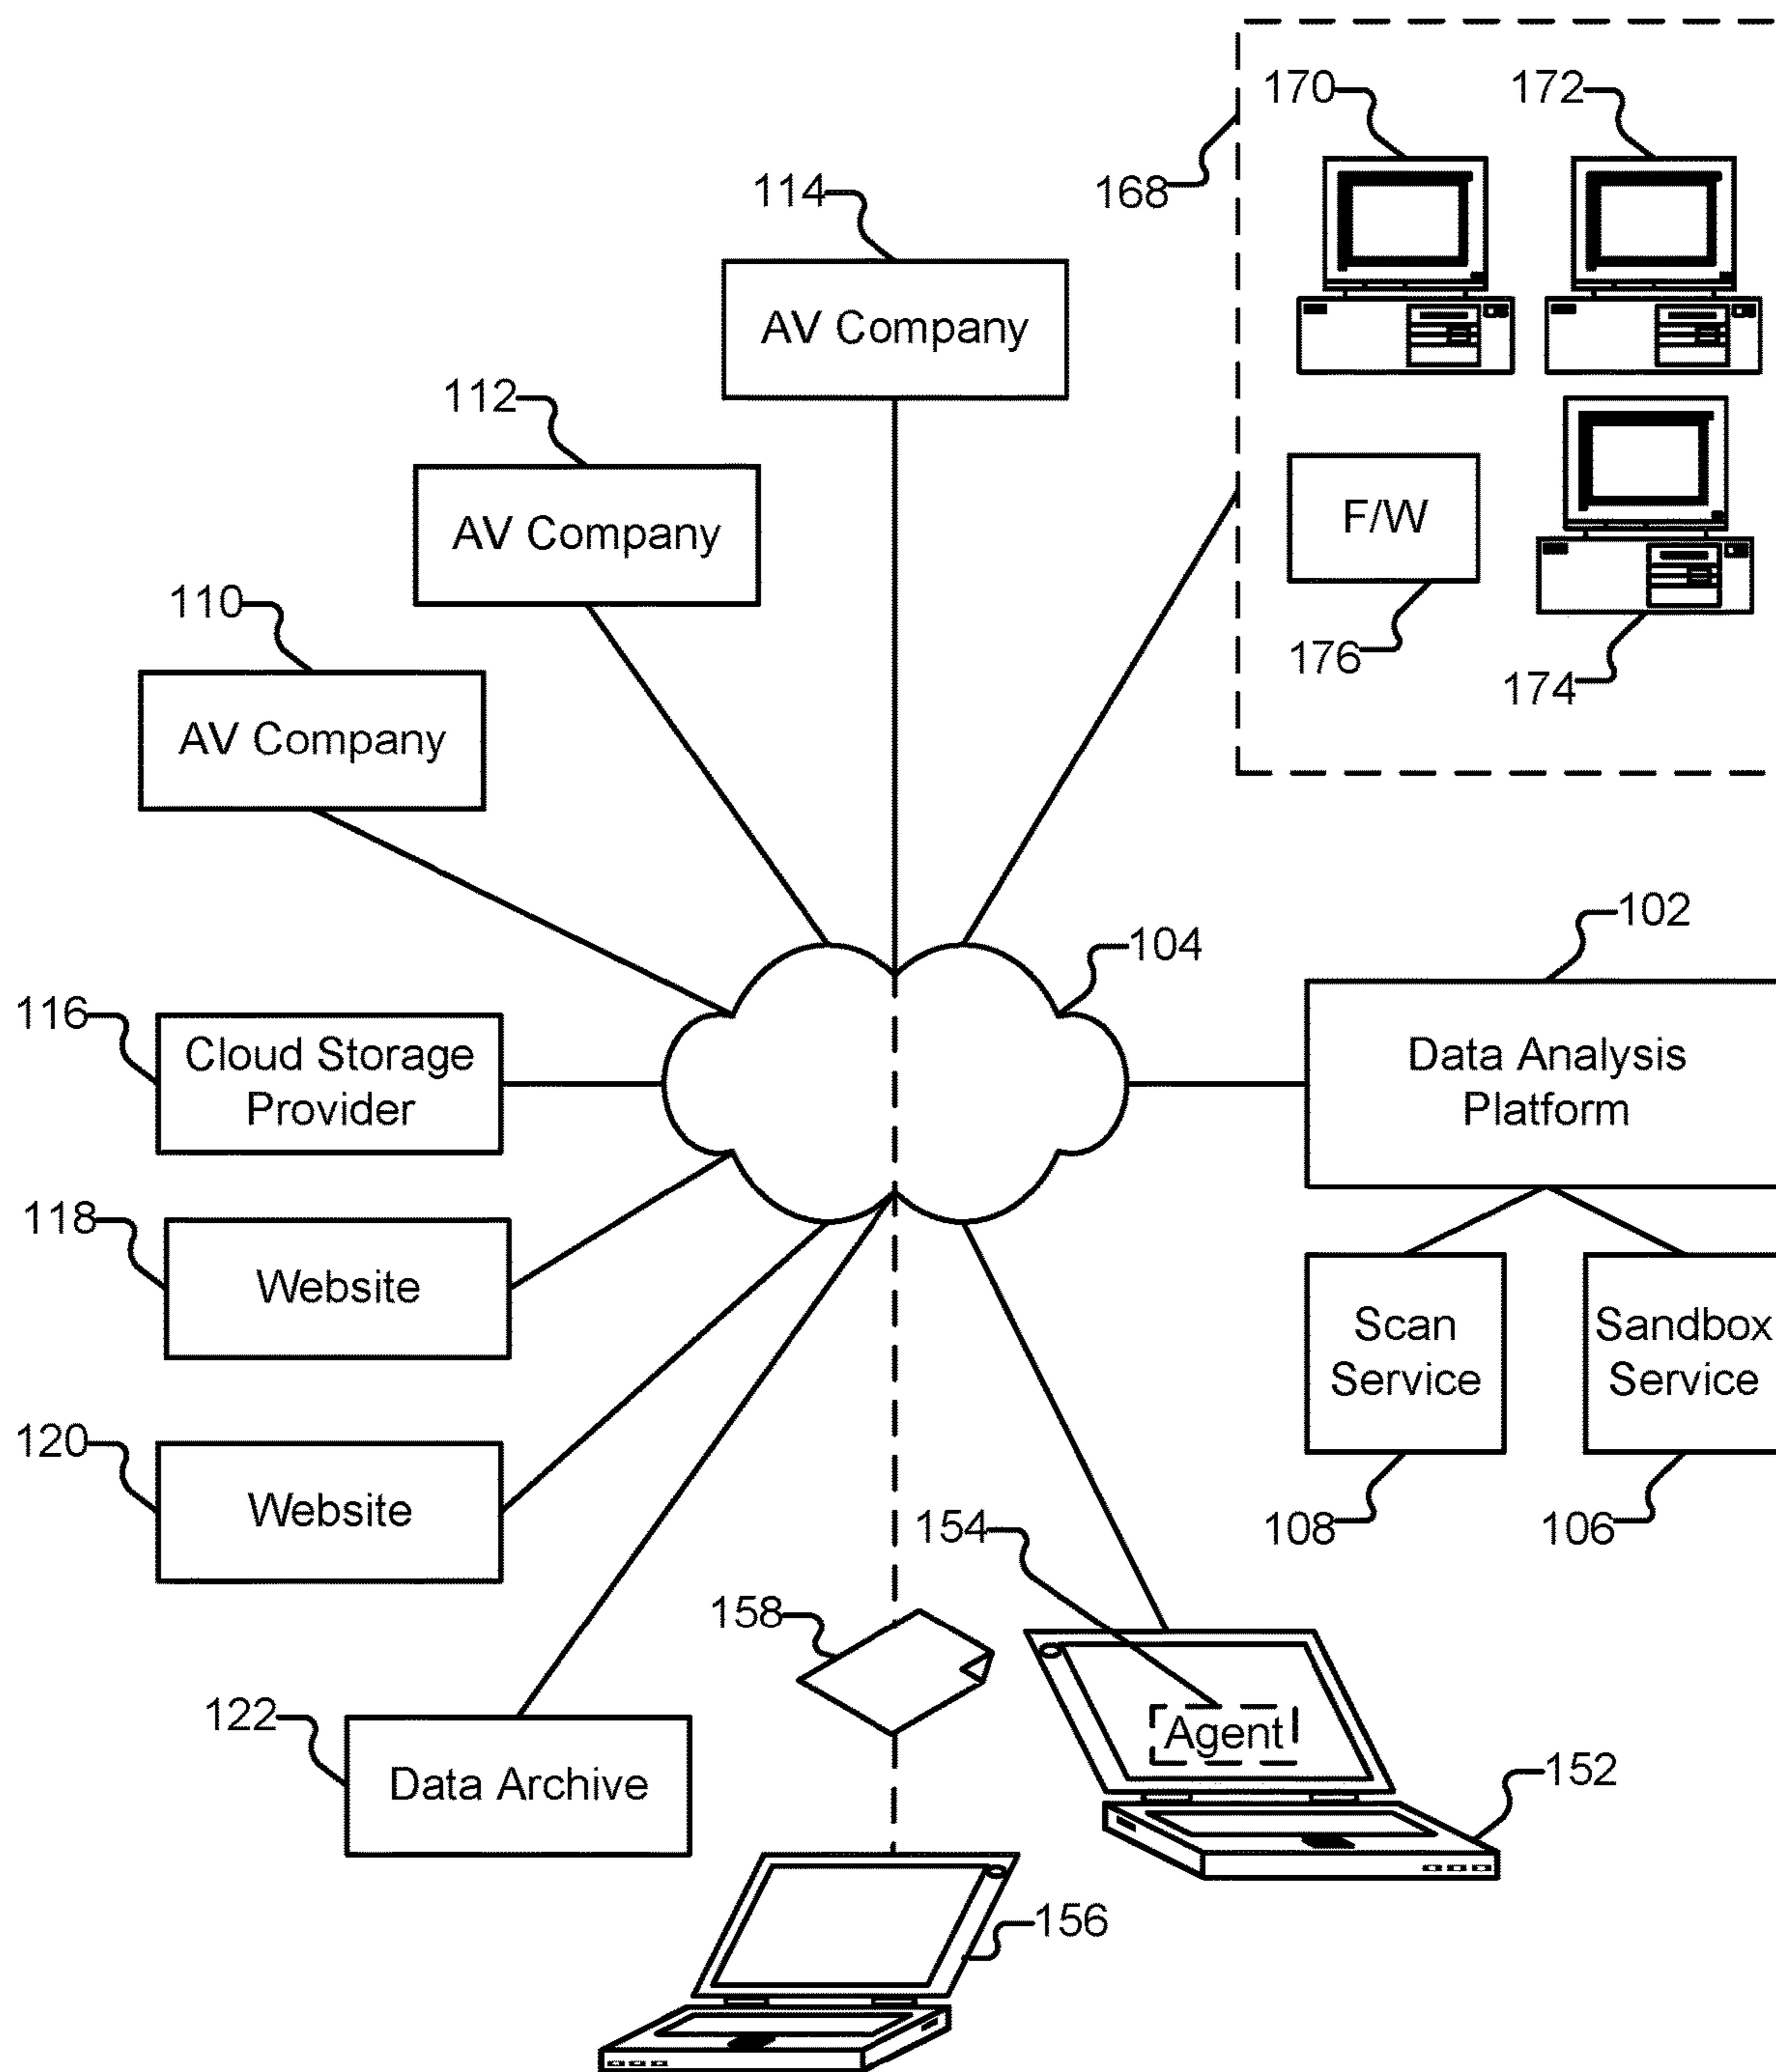 170
172
168
114
AV Company
112
AV Company
F/W
176
174
110
AV Company
102
104
116
Cloud Storage
Provider
Data Analysis
Platform
118
Website
Scan
Service
Sandbox
Service
120
Website
108
106
154
158
Agent
122
Data Archive
152
156